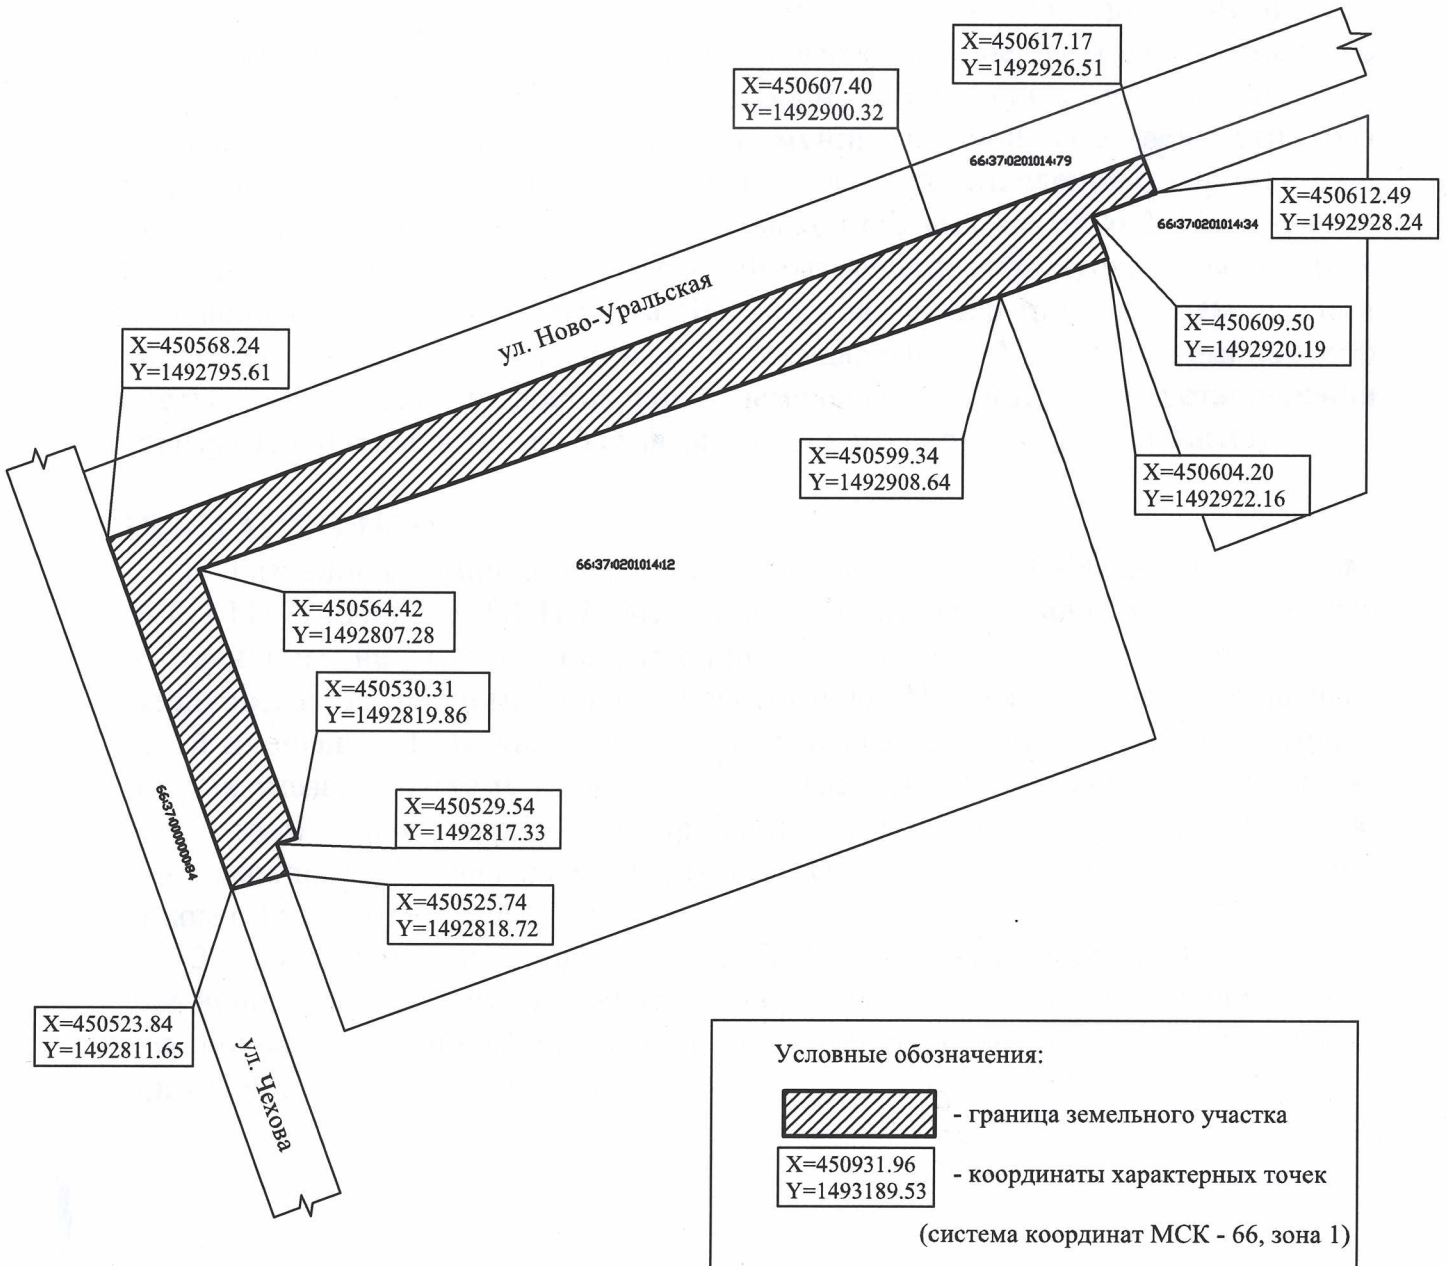 X=450617.17
Y=1492926.51
X=450607.40
Y=1492900.32
66:37:0201014:79
X=450612.49
Y=1492928.24
66:37:0201014:34
ул. Ново-Уральская
X=450609.50
Y=1492920.19
X=450568.24
Y=1492795.61
X=450599.34
Y=1492908.64
X=450604.20
Y=1492922.16
66:37:0201014:12
X=450564.42
Y=1492807.28
X=450530.31
Y=1492819.86
X=450529.54
Y=1492817.33
66:37:0000000:84
X=450525.74
Y=1492818.72
X=450523.84
Y=1492811.65
ул. Чехова
Условные обозначения:
- граница земельного участка
X=450931.96
Y=1493189.53
- координаты характерных точек
(система координат МСК - 66, зона 1)